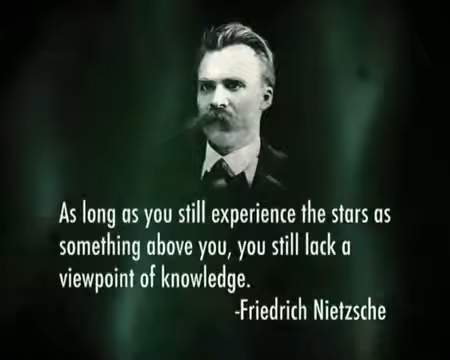 As long as you still experience the stars as
something above you, you still lack a
viewpoint of knowledge.
-Friedrich Nietzsche